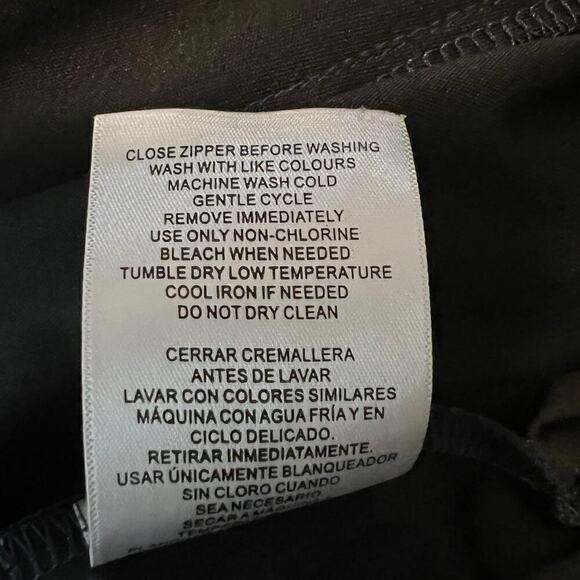 CLOSE ZIPPER BEFORE WASHING
WASH WITH LIKE COLOURS
MACHINE WASH COLD
GENTLE CYCLE
REMOVE IMMEDIATELY
USE ONLY NON-CHLORINE
BLEACH WHEN NEEDED
TUMBLE DRY LOW TEMPERATURE
COOL IRON IF NEEDED
DO NOT DRY CLEAN
CERRAR CREMALLERA
ANTES DE LAVAR
LAVAR CON COLORES SIMILARES
MÁQUINA CON AGUA FRÍA Y EN
CICLO DELICADO.
RETIRAR INMEDIATAMENTE.
USAR ÚNICAMENTE BLANQUEADOR
SIN CLORO CUANDO
SEA NECESARIO.
SECAR A